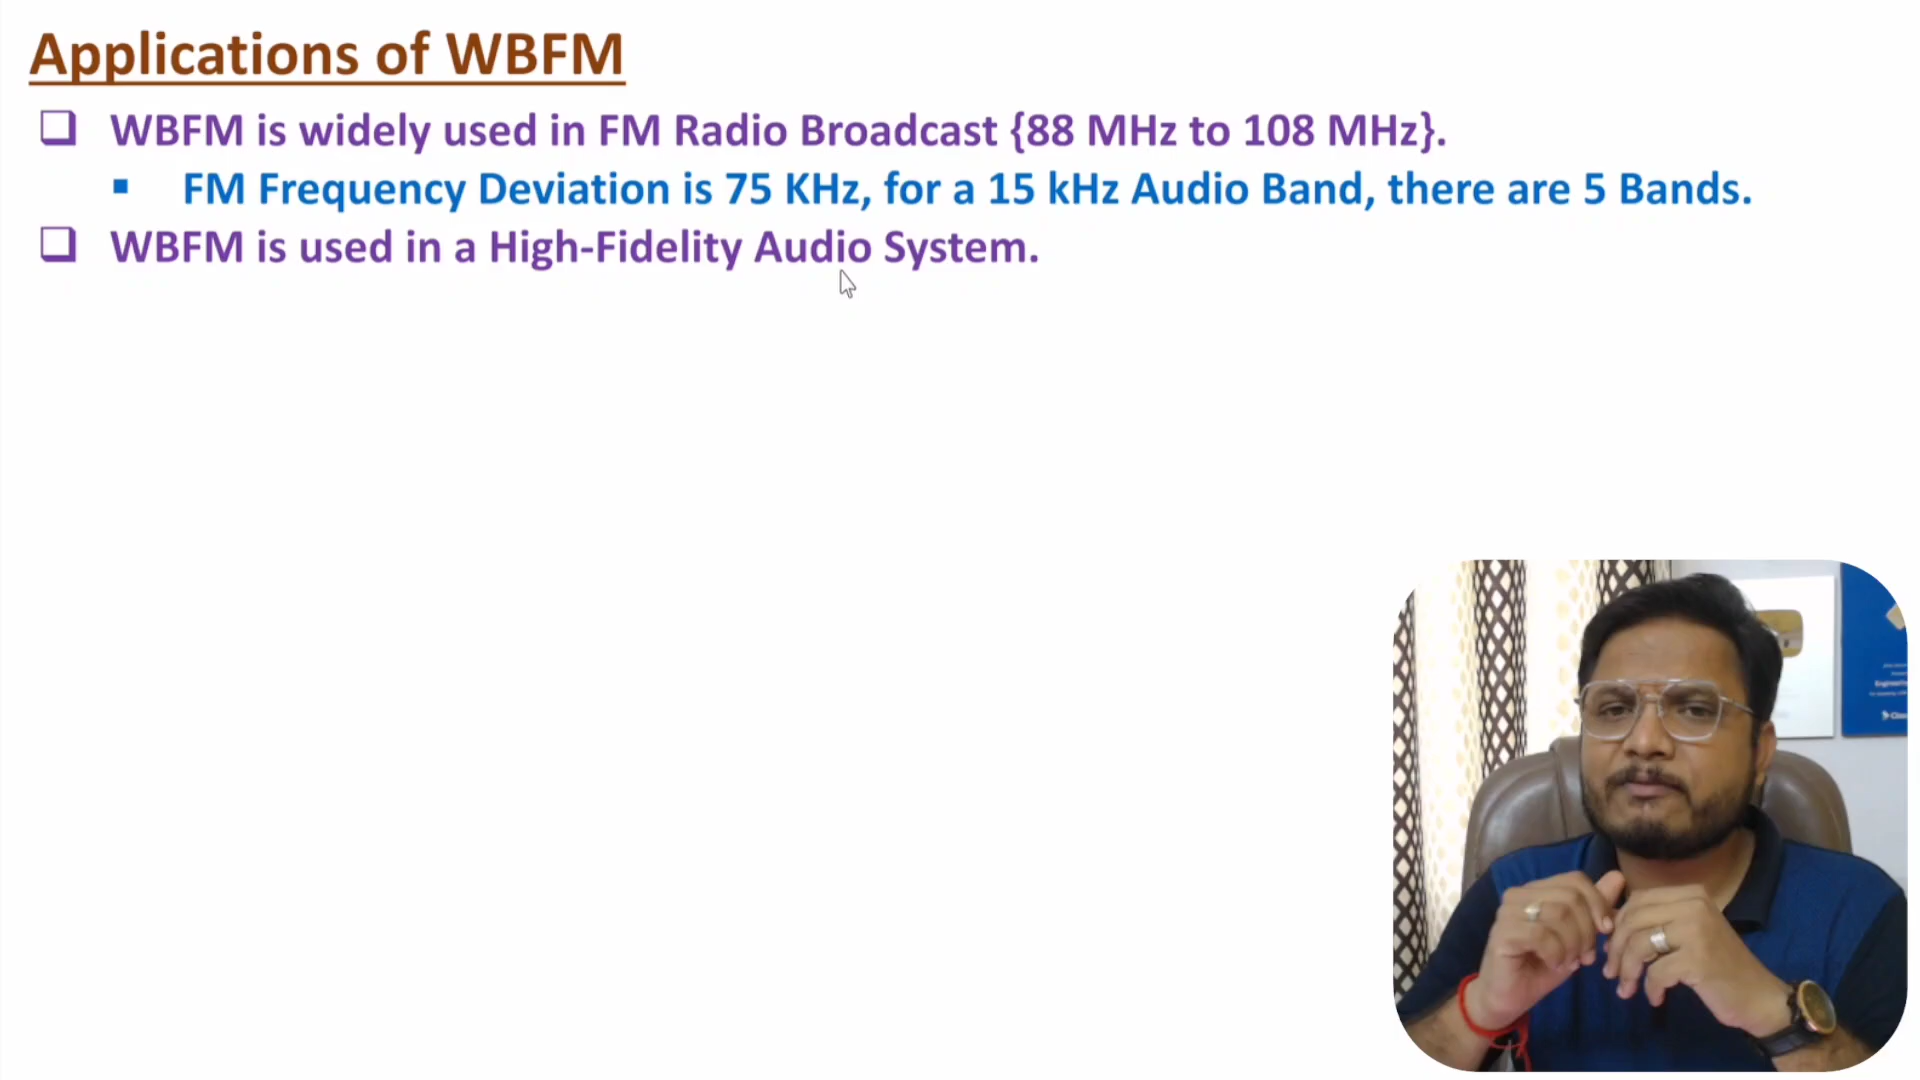 Applications of WBFM
WBFM is widely used in FM Radio Broadcast {88 MHz to 108 MHz}.
FM Frequency Deviation is 75 KHz, for a 15 kHz Audio Band, there are 5 Bands.
WBFM is used in a High-Fidelity Audio System.